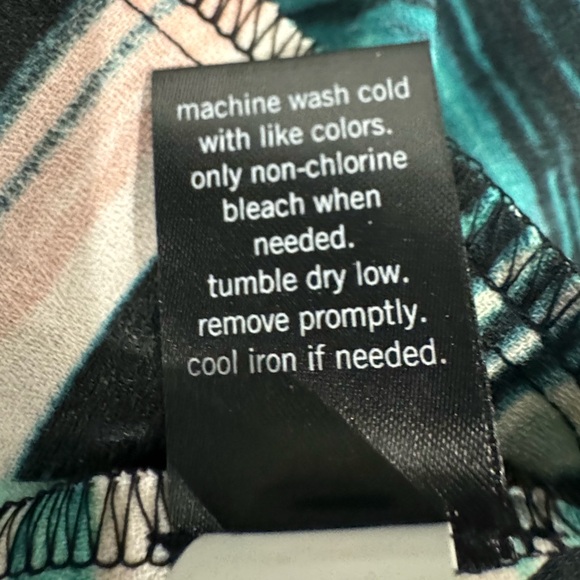 machine wash cold
with like colors.
only non-chlorine
bleach when
needed.
tumble dry low.
remove promptly.
cool iron if needed.